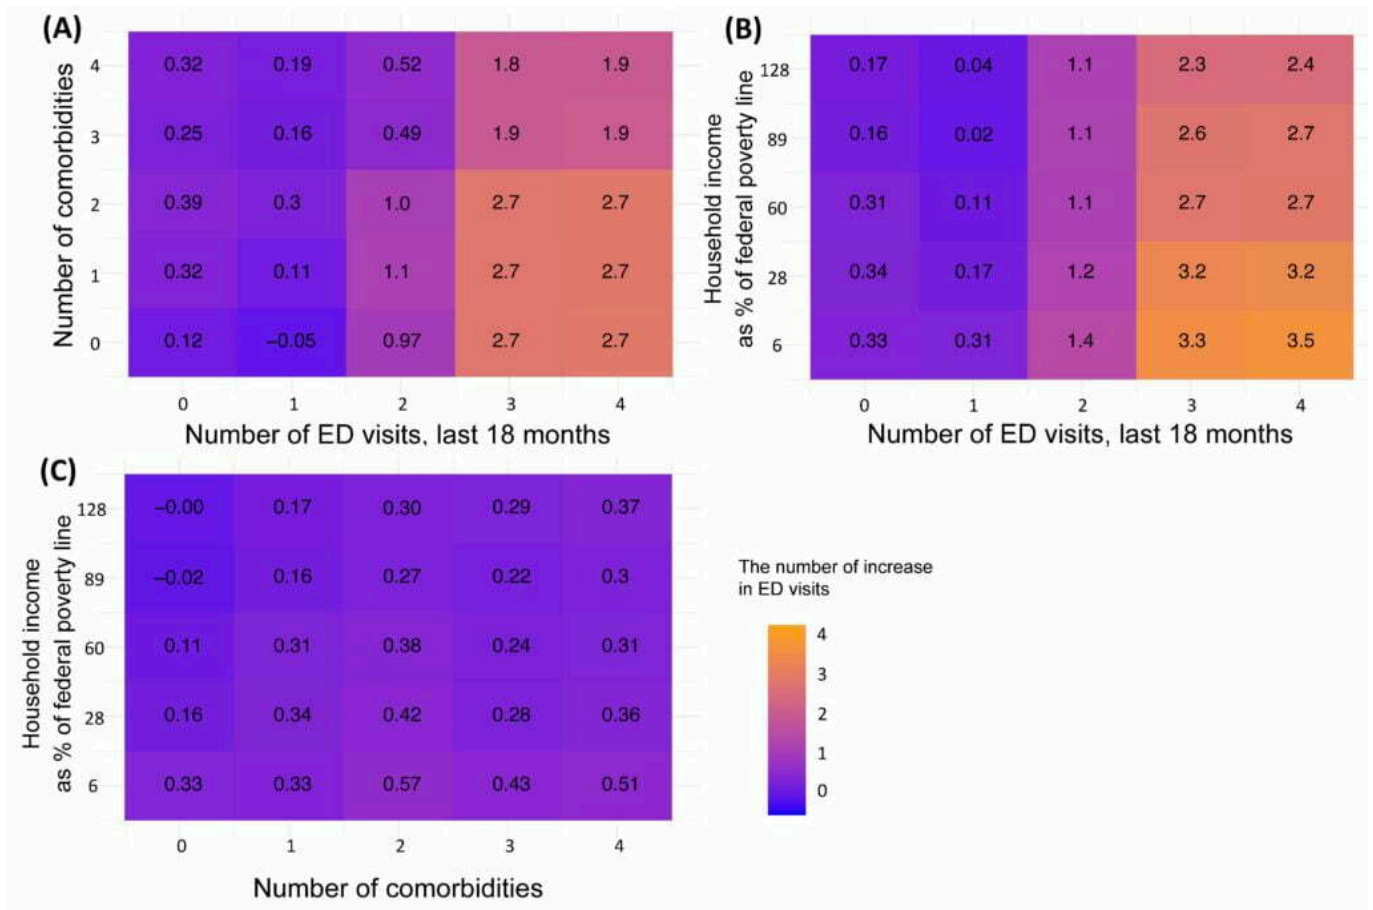 (A)
Number of comorbidities
4 0.32 0.19 0.52 1.8 1.9
3 0.25 0.16 0.49 1.9 1.9
2 0.39 0.3 1.0 2.7 2.7
1 0.32 0.11 1.1 2.7 2.7
0 0.12 –0.05 0.97 2.7 2.7
0 1 2 3 4
Number of ED visits, last 18 months
(B)
Household income
as % of federal poverty line
128 0.17 0.04 1.1 2.3 2.4
89 0.16 0.02 1.1 2.6 2.7
60 0.31 0.11 1.1 2.7 2.7
28 0.34 0.17 1.2 3.2 3.2
6 0.33 0.31 1.4 3.3 3.5
0 1 2 3 4
Number of ED visits, last 18 months
(C)
Household income
as % of federal poverty line
128 –0.00 0.17 0.30 0.29 0.37
89 –0.02 0.16 0.27 0.22 0.3
60 0.11 0.31 0.38 0.24 0.31
28 0.16 0.34 0.42 0.28 0.36
6 0.33 0.33 0.57 0.43 0.51
0 1 2 3 4
Number of comorbidities
The number of increase
in ED visits
4
3
2
1
0